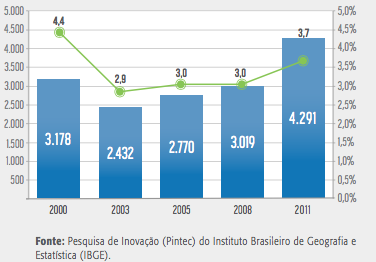 5.000 5,0%
4.500 4,4 4,5%
4.000 3,7 4,0%
3.500 2,9 3,0 3,0 3,5%
3.000 3,0%
2.500 2,5%
2.000 2,0%
1.500 3.178 2.432 2.770 3.019 4.291 1,5%
1.000 1,0%
500 0,5%
0,0%
2000 2003 2005 2008 2011
Fonte: Pesquisa de Inovação (Pintec) do Instituto Brasileiro de Geografia e
Estatística (IBGE).